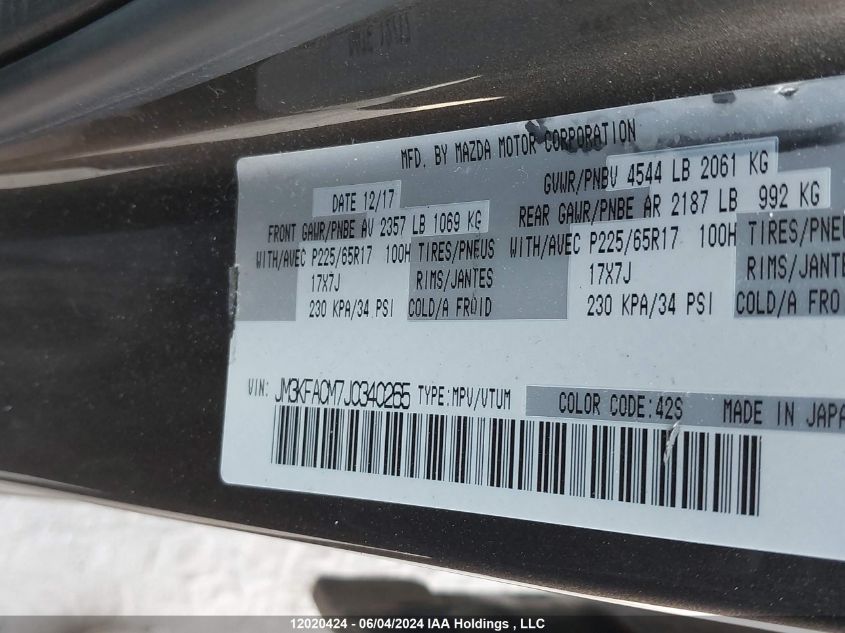 MFD. BY MAZDA MOTOR CORPORATION
DATE 12/17 GVWR/PNBV 4544 LB 2061 KG
FRONT GAWR/PNBE AV 2357 LB 1069 KG REAR GAWR/PNBE AR 2187 LB 992 KG
WITH/AVEC P225/65R17 100H TIRES/PNEUS WITH/AVEC P225/65R17 100H TIRES/PNEU
17X7J RIMS/JANTES 17X7J RIMS/JANTE
230 KPA/34 PSI COLD/A FROID 230 KPA/34 PSI COLD/A FRO
VIN: JM3KFACM7J0340265 TYPE:MPV/VTUM COLOR CODE:42S MADE IN JAPA
12020424 - 06/04/2024 IAA Holdings , LLC